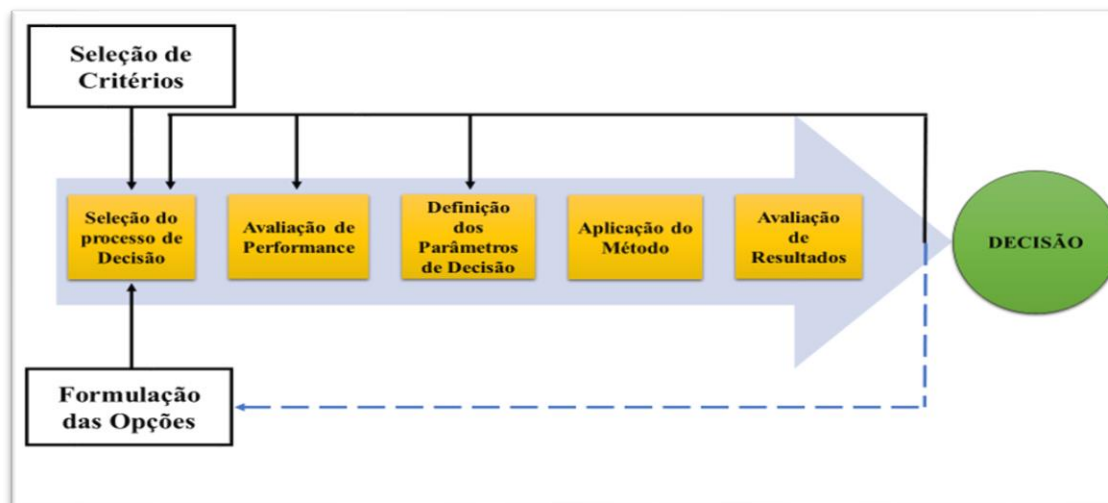 Seleção de
Critérios
Seleção do
processo de
Decisão
Avaliação de
Performance
Definição
dos
Parâmetros
de Decisão
Aplicação do
Método
Avaliação
de
Resultados
DECISÃO
Formulação
das Opções